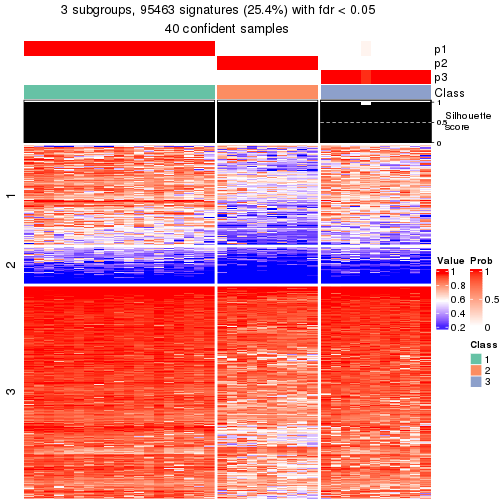 3 subgroups, 95463 signatures (25.4%) with fdr < 0.05
40 confident samples
p1
p2
p3
Class
1
0.5
0
Silhouette
score
1
2
3
Value
1
0.8
0.6
0.4
0.2
Prob
1
0.5
0
Class
1
2
3